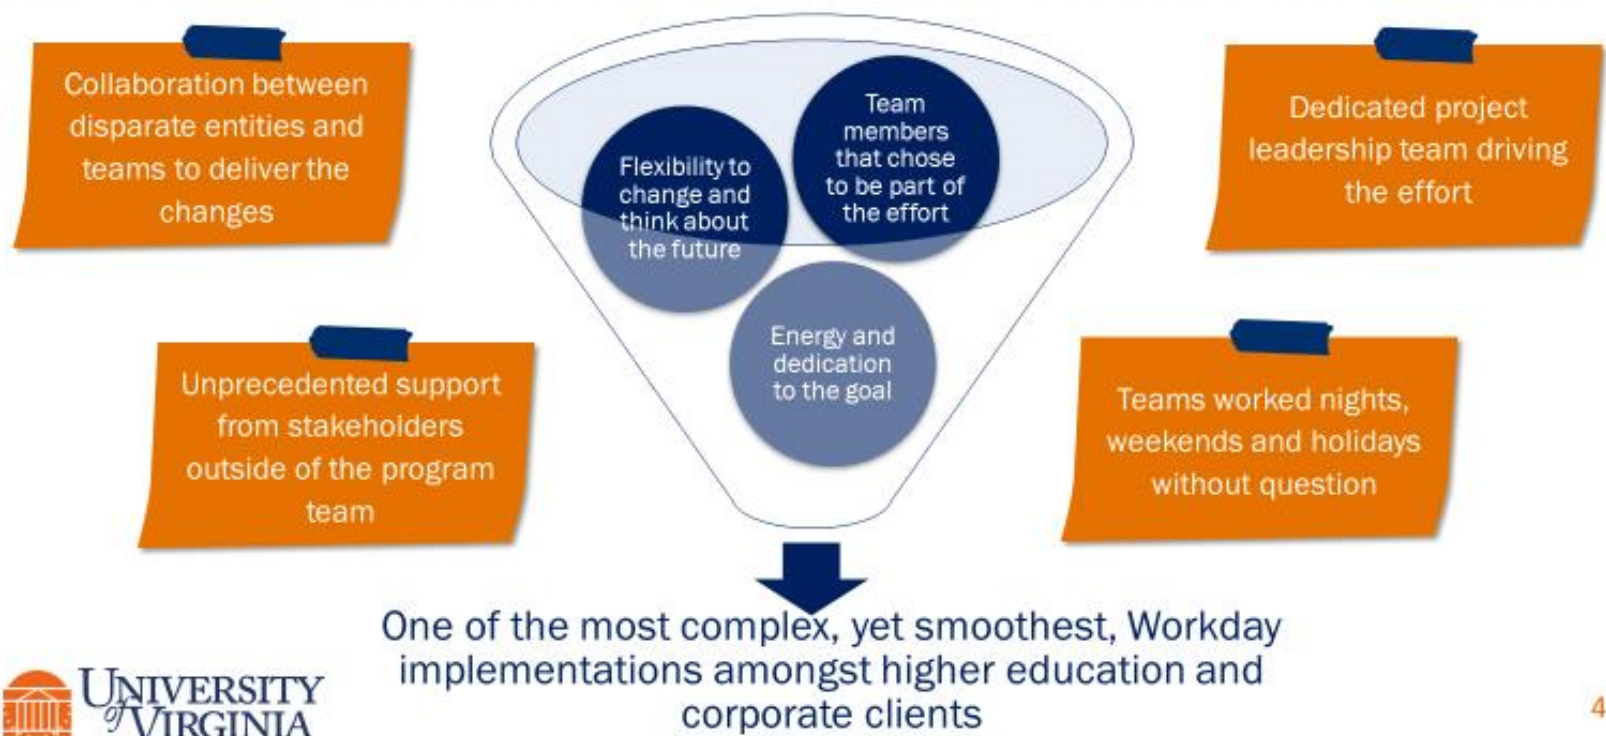 Collaboration between
disparate entities and
teams to deliver the
changes
Flexibility to
change and
think about
the future
Team
members
that chose
to be part of
the effort
Dedicated project
leadership team driving
the effort
Unprecedented support
from stakeholders
outside of the program
team
Energy and
dedication
to the goal
Teams worked nights,
weekends and holidays
without question
One of the most complex, yet smoothest, Workday
implementations amongst higher education and
corporate clients
UNIVERSITY
of VIRGINIA
4